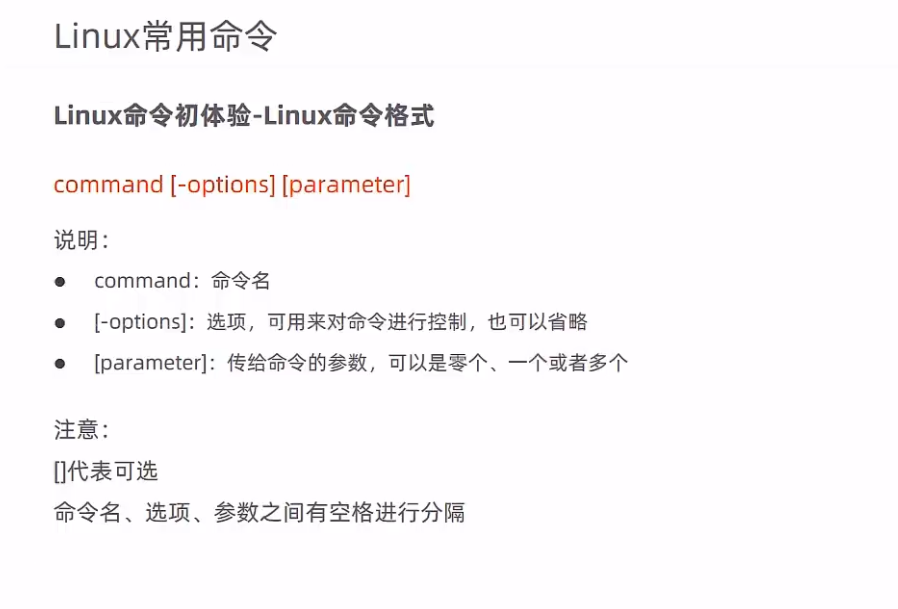 Linux常用命令
Linux命令初体验-Linux命令格式
command [-options] [parameter]
说明：
● command：命令名
● [-options]：选项，可用来对命令进行控制，也可以省略
● [parameter]：传给命令的参数，可以是零个、一个或者多个
注意：
[]代表可选
命令名、选项、参数之间有空格进行分隔